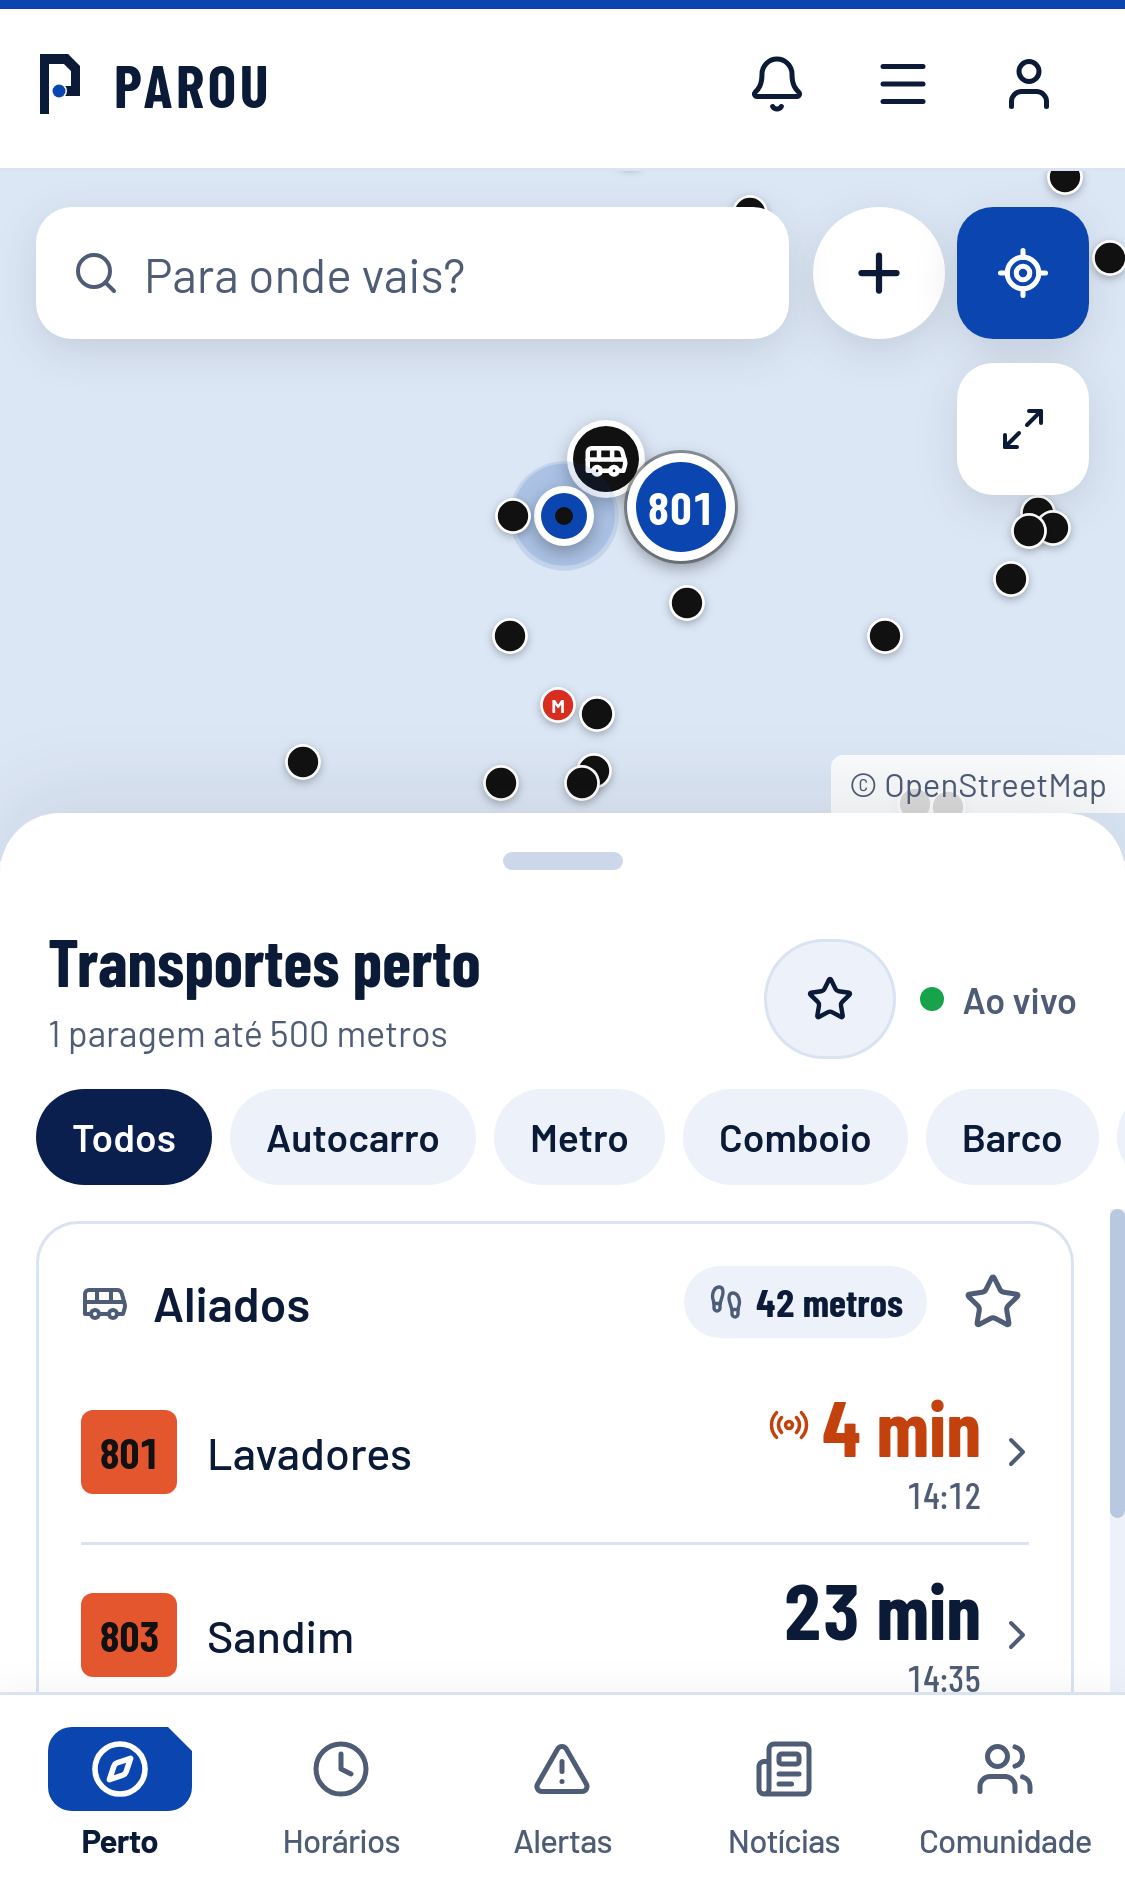 PAROU
Para onde vais?
801
M
© OpenStreetMap
Transportes perto
1 paragem até 500 metros
Ao vivo
Todos
Autocarro
Metro
Comboio
Barco
Aliados
42 metros
801
Lavadores
4 min
14:12
803
Sandim
23 min
14:35
Perto
Horários
Alertas
Notícias
Comunidade